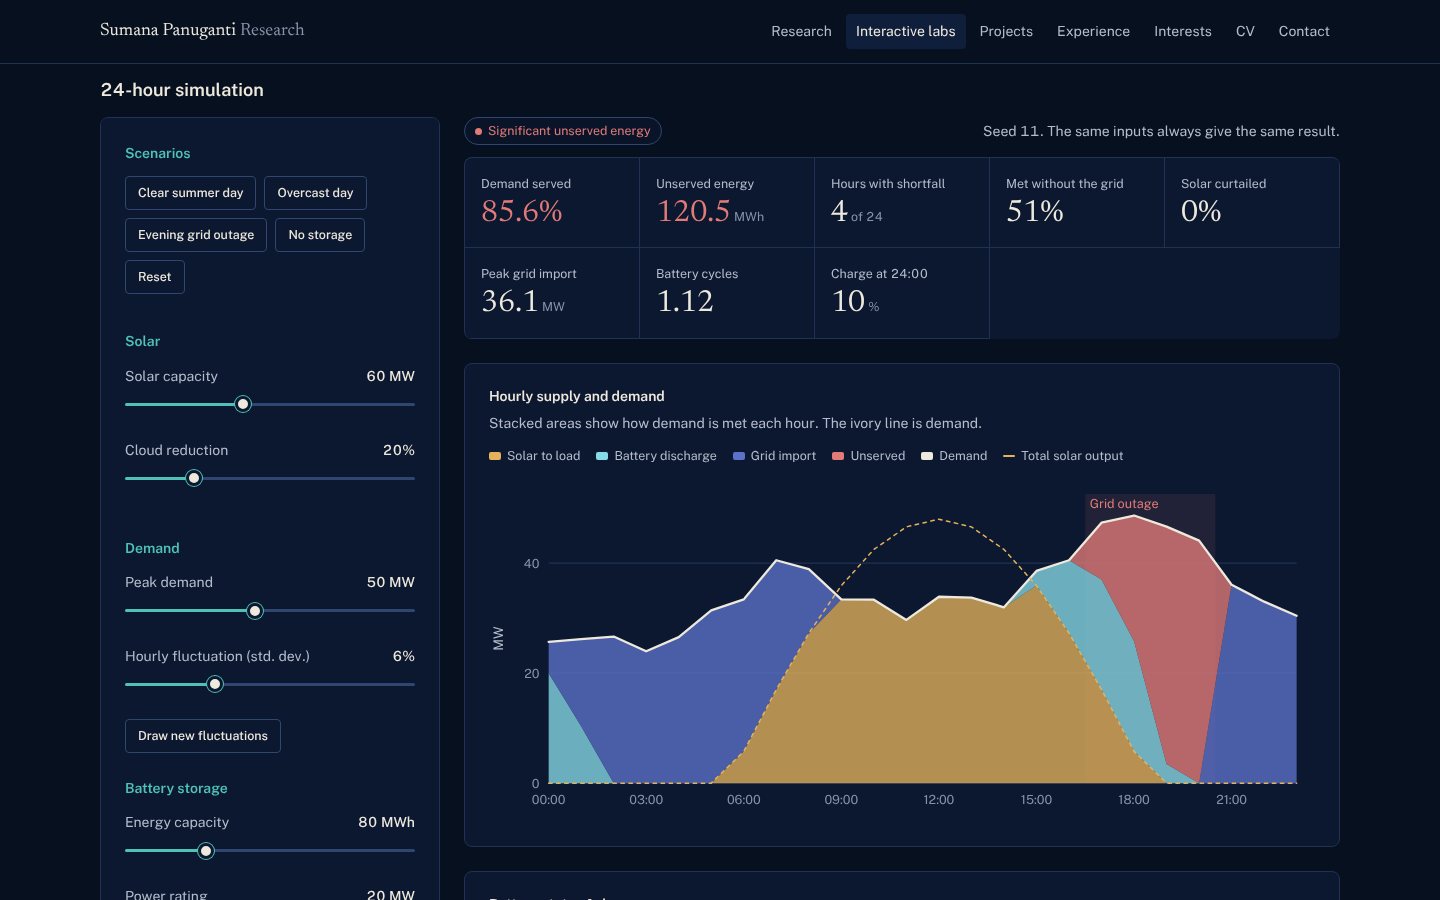 Sumana Panuganti Research
Research Interactive labs Projects Experience Interests CV Contact
24-hour simulation
Scenarios
Clear summer day Overcast day
Evening grid outage No storage
Reset
Solar
Solar capacity 60 MW
Cloud reduction 20%
Demand
Peak demand 50 MW
Hourly fluctuation (std. dev.) 6%
Draw new fluctuations
Battery storage
Energy capacity 80 MWh
Power rating 20 MW
Significant unserved energy
Seed 11. The same inputs always give the same result.
Demand served
85.6%
Unserved energy
120.5 MWh
Hours with shortfall
4 of 24
Met without the grid
51%
Solar curtailed
0%
Peak grid import
36.1 MW
Battery cycles
1.12
Charge at 24:00
10 %
Hourly supply and demand
Stacked areas show how demand is met each hour. The ivory line is demand.
Solar to load Battery discharge Grid import Unserved Demand Total solar output
Grid outage
40
MW
20
0
00:00 03:00 06:00 09:00 12:00 15:00 18:00 21:00